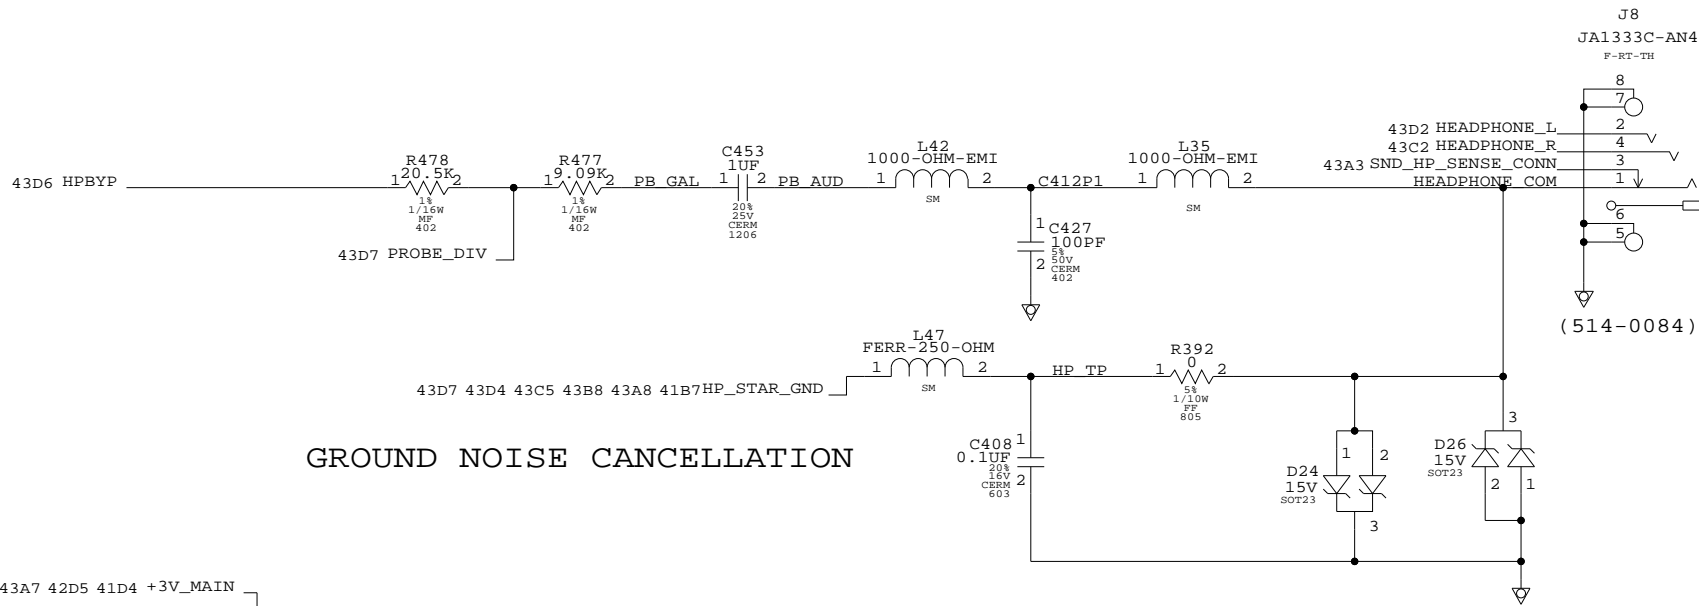 J8
JA1333C-AN4
F-RT-TH
8
7
43D2 HEADPHONE_L 2
43C2 HEADPHONE_R 4
43A3 SND_HP_SENSE_CONN 3
HEADPHONE_COM 1
6
5
(514-0084)
43D6 HPBYP
R478
20.5K
1 2
1%
1/16W
MF
402
43D7 PROBE_DIV
R477
9.09K
1 2
1%
1/16W
MF
402
PB_GAL
C453
1UF
1 2
20%
25V
CERM
1206
PB_AUD
L42
1000-OHM-EMI
1 2
SM
C412P1
L35
1000-OHM-EMI
1 2
SM
1 C427
100PF
5%
50V
2 CERM
402
L47
FERR-250-OHM
1 2
SM
43D7 43D4 43C5 43B8 43A8 41B7 HP_STAR_GND
HP_TP
R392
0
1 2
5%
1/10W
FF
805
GROUND NOISE CANCELLATION
C408 1
0.1UF
20%
16V
CERM 2
603
D24
15V
SOT23
1 2
3
D26
15V
SOT23
3
2 1
43A7 42D5 41D4 +3V_MAIN